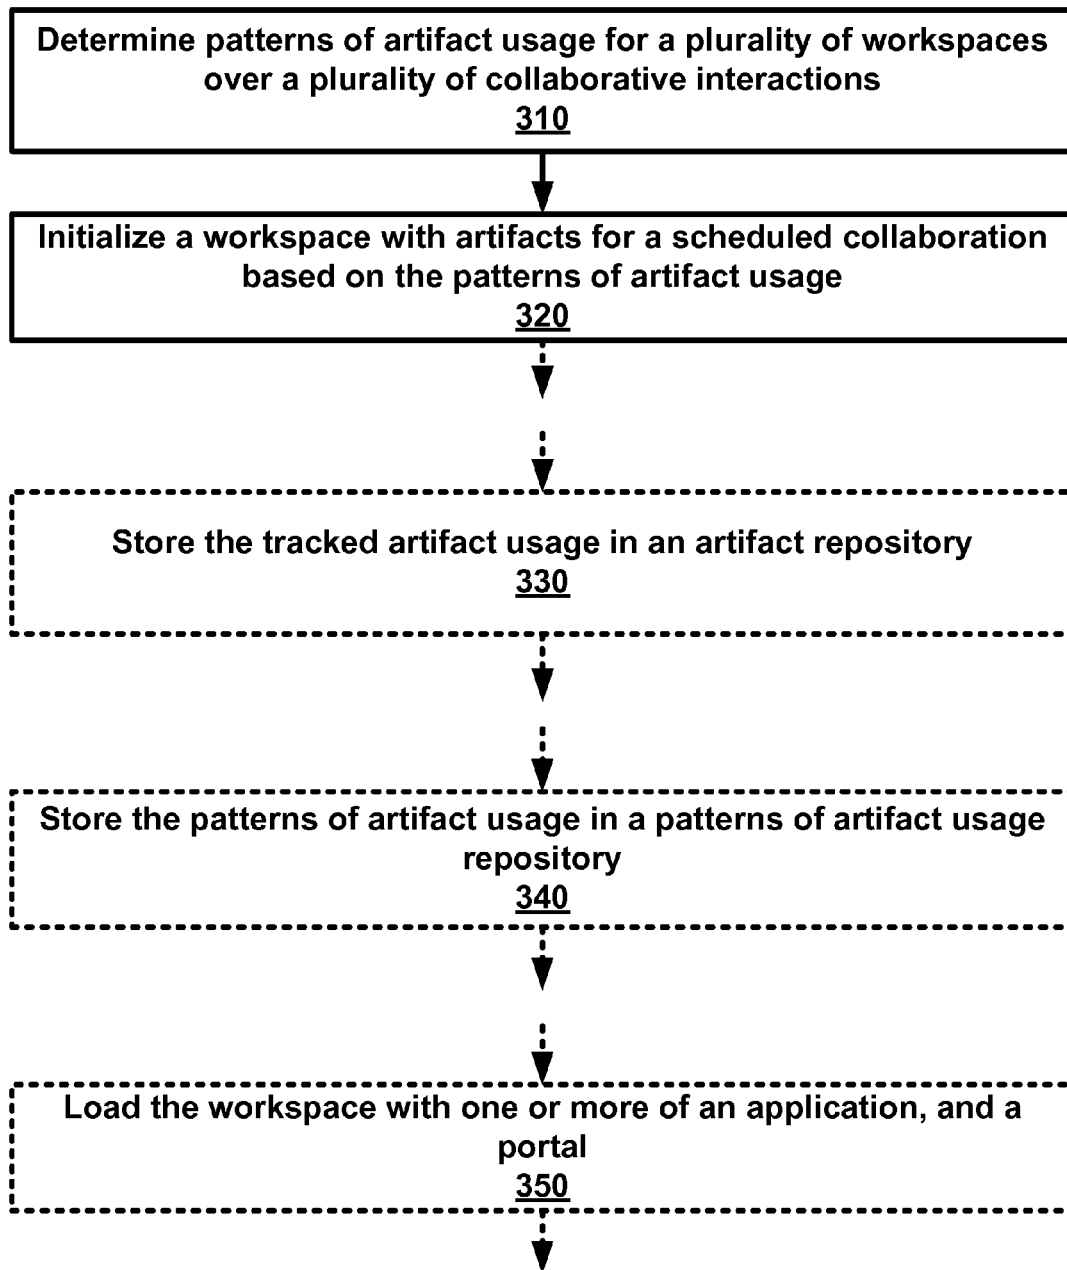 Determine patterns of artifact usage for a plurality of workspaces
over a plurality of collaborative interactions
310
Initialize a workspace with artifacts for a scheduled collaboration
based on the patterns of artifact usage
320
Store the tracked artifact usage in an artifact repository
330
Store the patterns of artifact usage in a patterns of artifact usage
repository
340
Load the workspace with one or more of an application, and a
portal
350